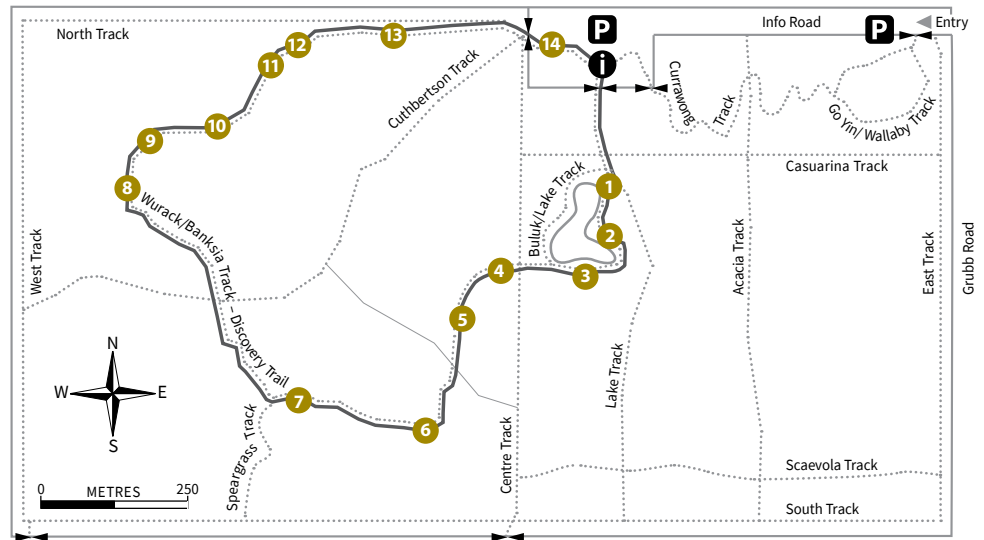 North Track
12
13
11
14
P
i
Info Road
P
Entry
Cuthbertson Track
Currawong
Track
Go Yin/ Wallaby Track
10
9
8
Casuarina Track
Buluk/Lake Track
1
2
3
4
5
Wurack/Banksia Track – Discovery Trail
West Track
Acacia Track
East Track
Grubb Road
N
W
E
S
7
6
Speargrass Track
Centre Track
Lake Track
Scaevola Track
South Track
0 METRES 250